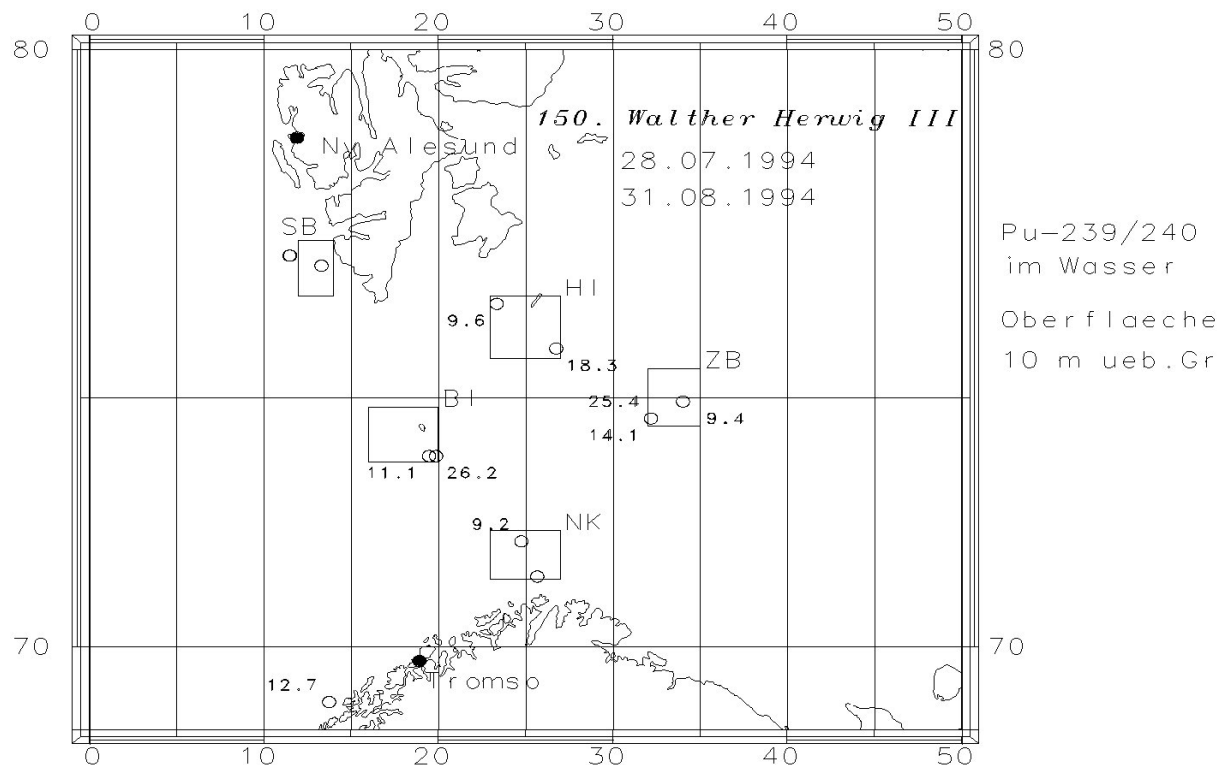 0 10 20 30 40 50
80 80
150. Walther Herwig III
Ny Alesund
28.07.1994
31.08.1994
SB
Pu-239/240
im Wasser
HI
9.6
Oberflaeche
18.3
10 m ueb.Gr
ZB
25.4
BI
9.4
14.1
11.1 26.2
9.2 NK
70 70
12.7 Tromso
0 10 20 30 40 50